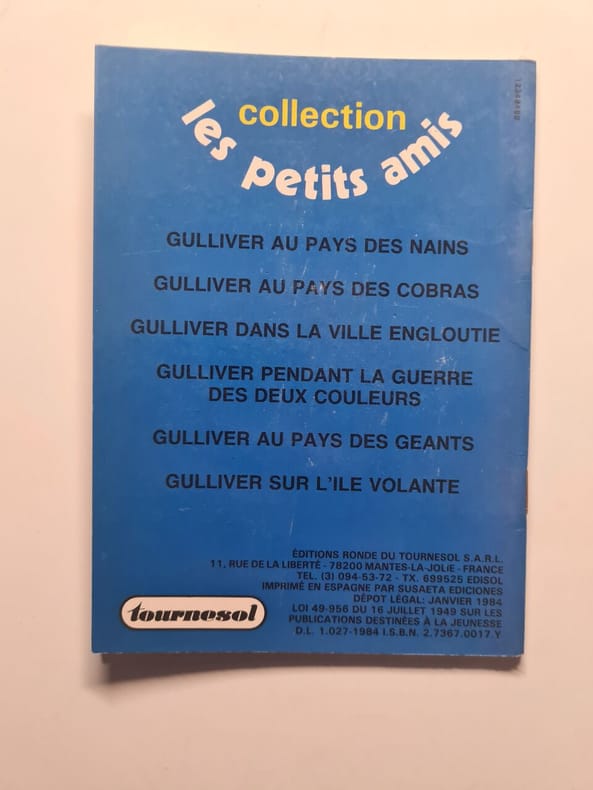 collection
les petits amis
GULLIVER AU PAYS DES NAINS
GULLIVER AU PAYS DES COBRAS
GULLIVER DANS LA VILLE ENGLOUTIE
GULLIVER PENDANT LA GUERRE
DES DEUX COULEURS
GULLIVER AU PAYS DES GEANTS
GULLIVER SUR L'ILE VOLANTE
ÉDITIONS RONDE DU TOURNESOL S.A.R.L.
11, RUE DE LA LIBERTÉ - 78200 MANTES-LA-JOLIE - FRANCE
TEL. (3) 094-53-72 - TX. 699525 EDISOL
IMPRIMÉ EN ESPAGNE PAR SUSAETA EDICIONES
DÉPOT LÉGAL: JANVIER 1984
LOI 49-956 DU 16 JUILLET 1949 SUR LES
PUBLICATIONS DESTINÉES À LA JEUNESSE
D.L. 1.027-1984 I.S.B.N. 2.7367.0017.Y
tournesol